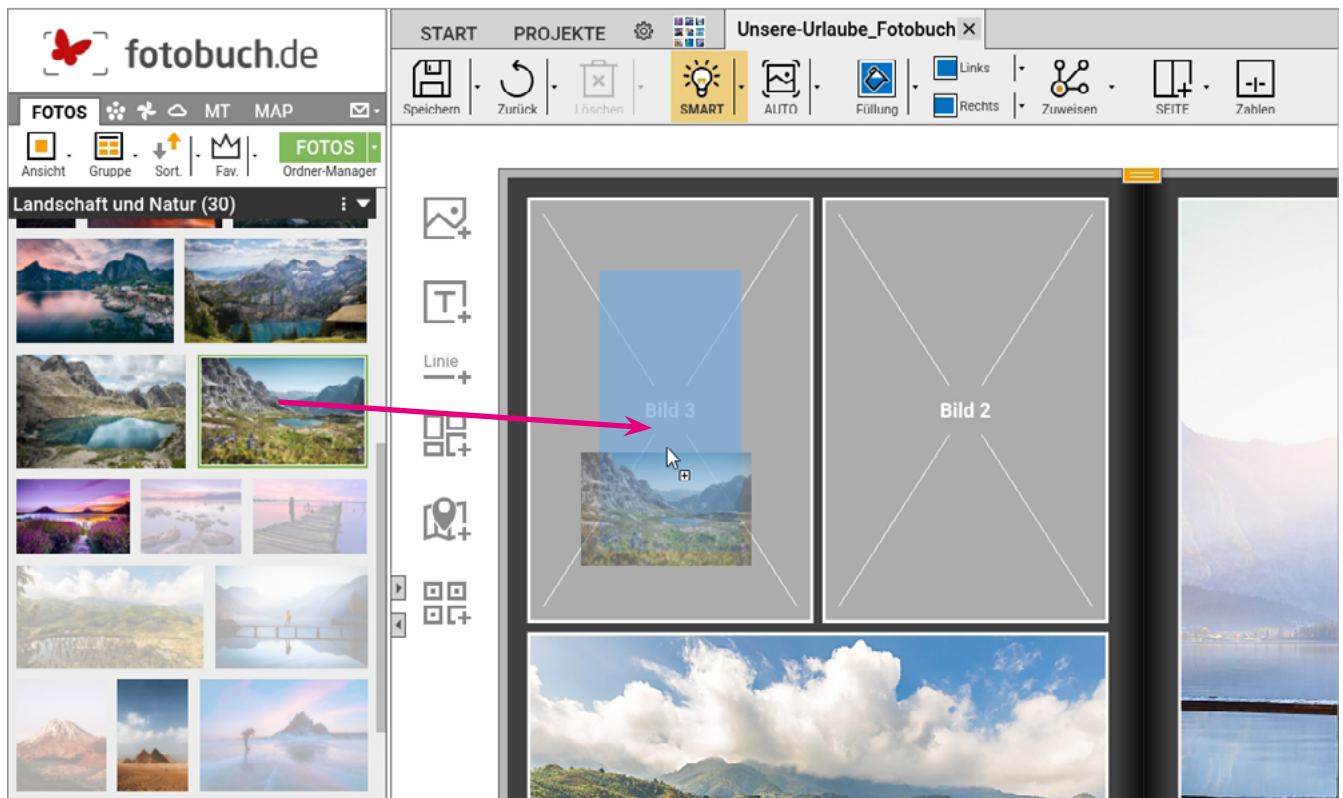 fotobuch.de
START PROJEKTE Unsere-Urlaube_Fotobuch
Speichern Zurück Löschen SMART AUTO Füllung Links Rechts Zuweisen SEITE Zahlen
FOTOS MT MAP
Ansicht Gruppe Sort. Fav. FOTOS Ordner-Manager
Landschaft und Natur (30)
T
Linie
Bild 3
Bild 2